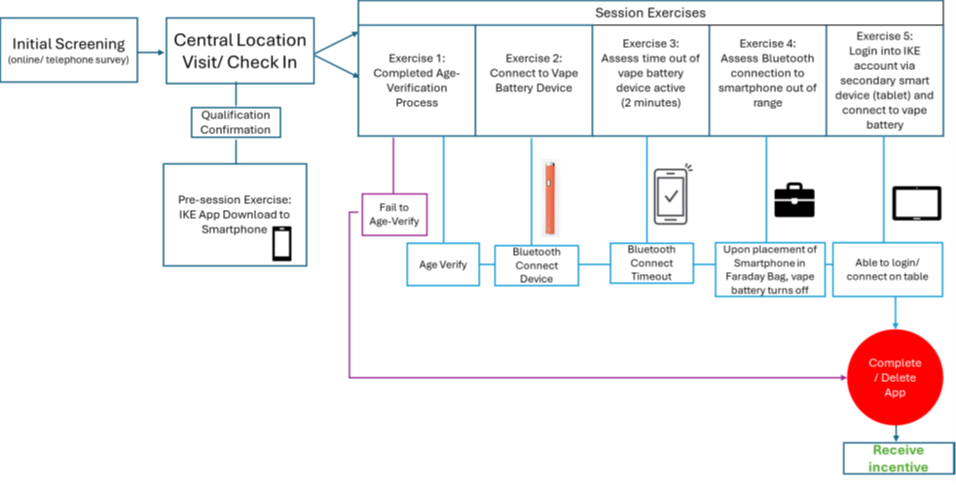 Initial Screening
(online/ telephone survey)
Central Location
Visit/ Check In
Qualification
Confirmation
Pre-session Exercise:
IKE App Download to
Smartphone
Session Exercises
Exercise 1:
Completed Age-
Verification
Process
Exercise 2:
Connect to Vape
Battery Device
Exercise 3:
Assess time out of
vape battery
device active
(2 minutes)
Exercise 4:
Assess Bluetooth
connection to
smartphone out of
range
Exercise 5:
Login into IKE
account via
secondary smart
device (tablet) and
connect to vape
battery
Fail to
Age-Verify
Age Verify
Bluetooth
Connect
Device
Bluetooth
Connect
Timeout
Upon placement of
Smartphone in
Faraday Bag, vape
battery turns off
Able to login/
connect on table
Complete
/ Delete
App
Receive
incentive